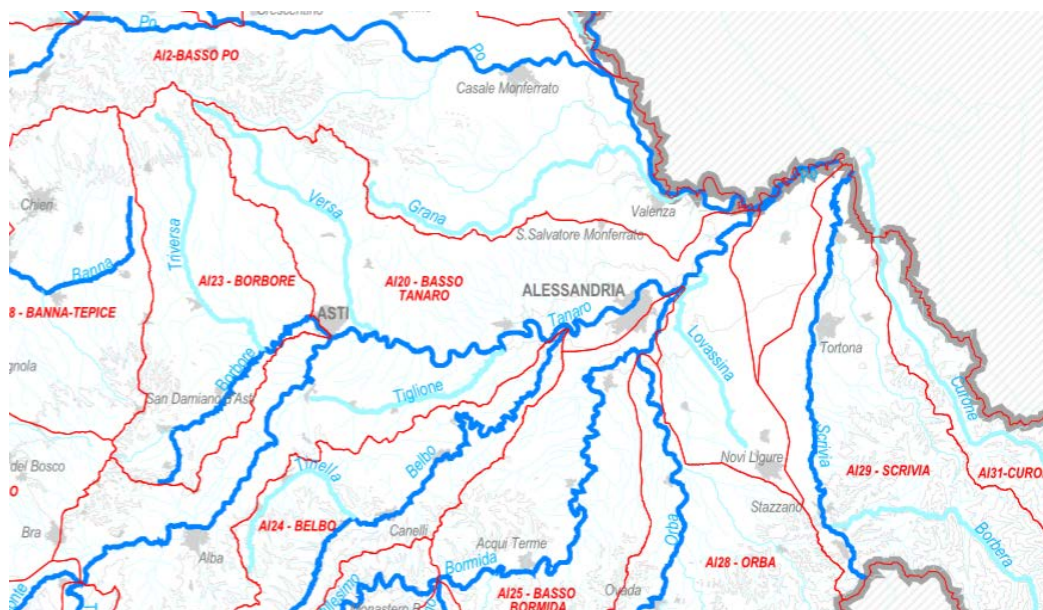 Crescentino
Po
AI2-BASSO PO
Po
Casale Monferrato
Chieri
Triversa
Versa
Grana
Valenza
S.Salvatore Monferrato
Banna
AI23 - BORBORE
AI20 - BASSO
TANARO
ALESSANDRIA
8 - BANNA-TEPICE
ASTI
Tanaro
Lovassina
Tortona
Curone
gnola
Borbore
San Damiano d'Asti
Tiglione
Scrivia
del Bosco
O
Tinella
Belbo
Novi Ligure
AI29 - SCRIVIA
AI31-CURO
Stazzano
Bra
AI24 - BELBO
Canelli
Orba
Borbera
Alba
Acqui Terme
Bormida
AI28 - ORBA
AI25 - BASSO
BORMIDA
Ovada
Monastero B